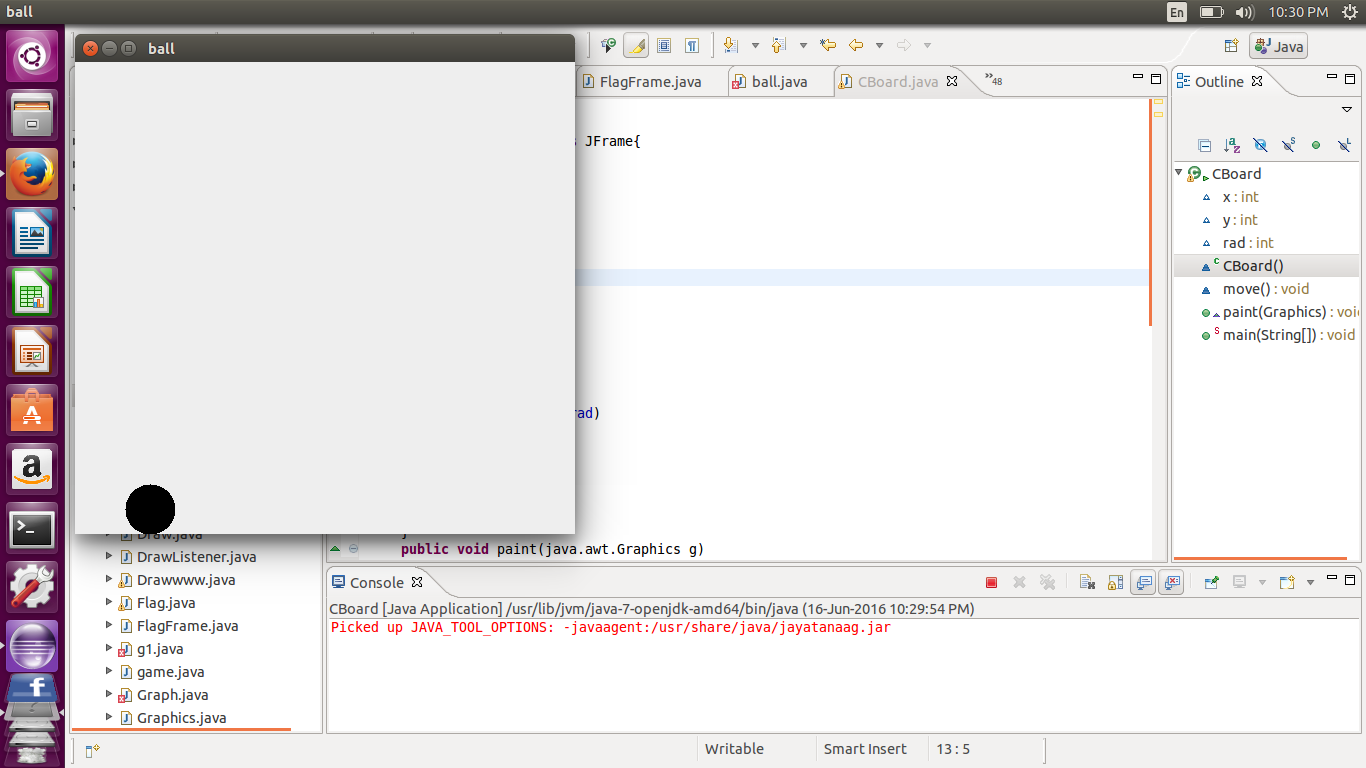 ball
En
10:30 PM
ball
Java
FlagFrame.java
ball.java
CBoard.java
»48
Outline
JFrame{
CBoard
x : int
y : int
rad : int
CBoard()
move() : void
paint(Graphics) : voi
main(String[]) : void
rad)
}
public void paint(java.awt.Graphics g)
Draw.java
DrawListener.java
Drawwww.java
Flag.java
FlagFrame.java
g1.java
game.java
Graph.java
Graphics.java
Console
CBoard [Java Application] /usr/lib/jvm/java-7-openjdk-amd64/bin/java (16-Jun-2016 10:29:54 PM)
Picked up JAVA_TOOL_OPTIONS: -javaagent:/usr/share/java/jayatanaag.jar
Writable
Smart Insert
13 : 5